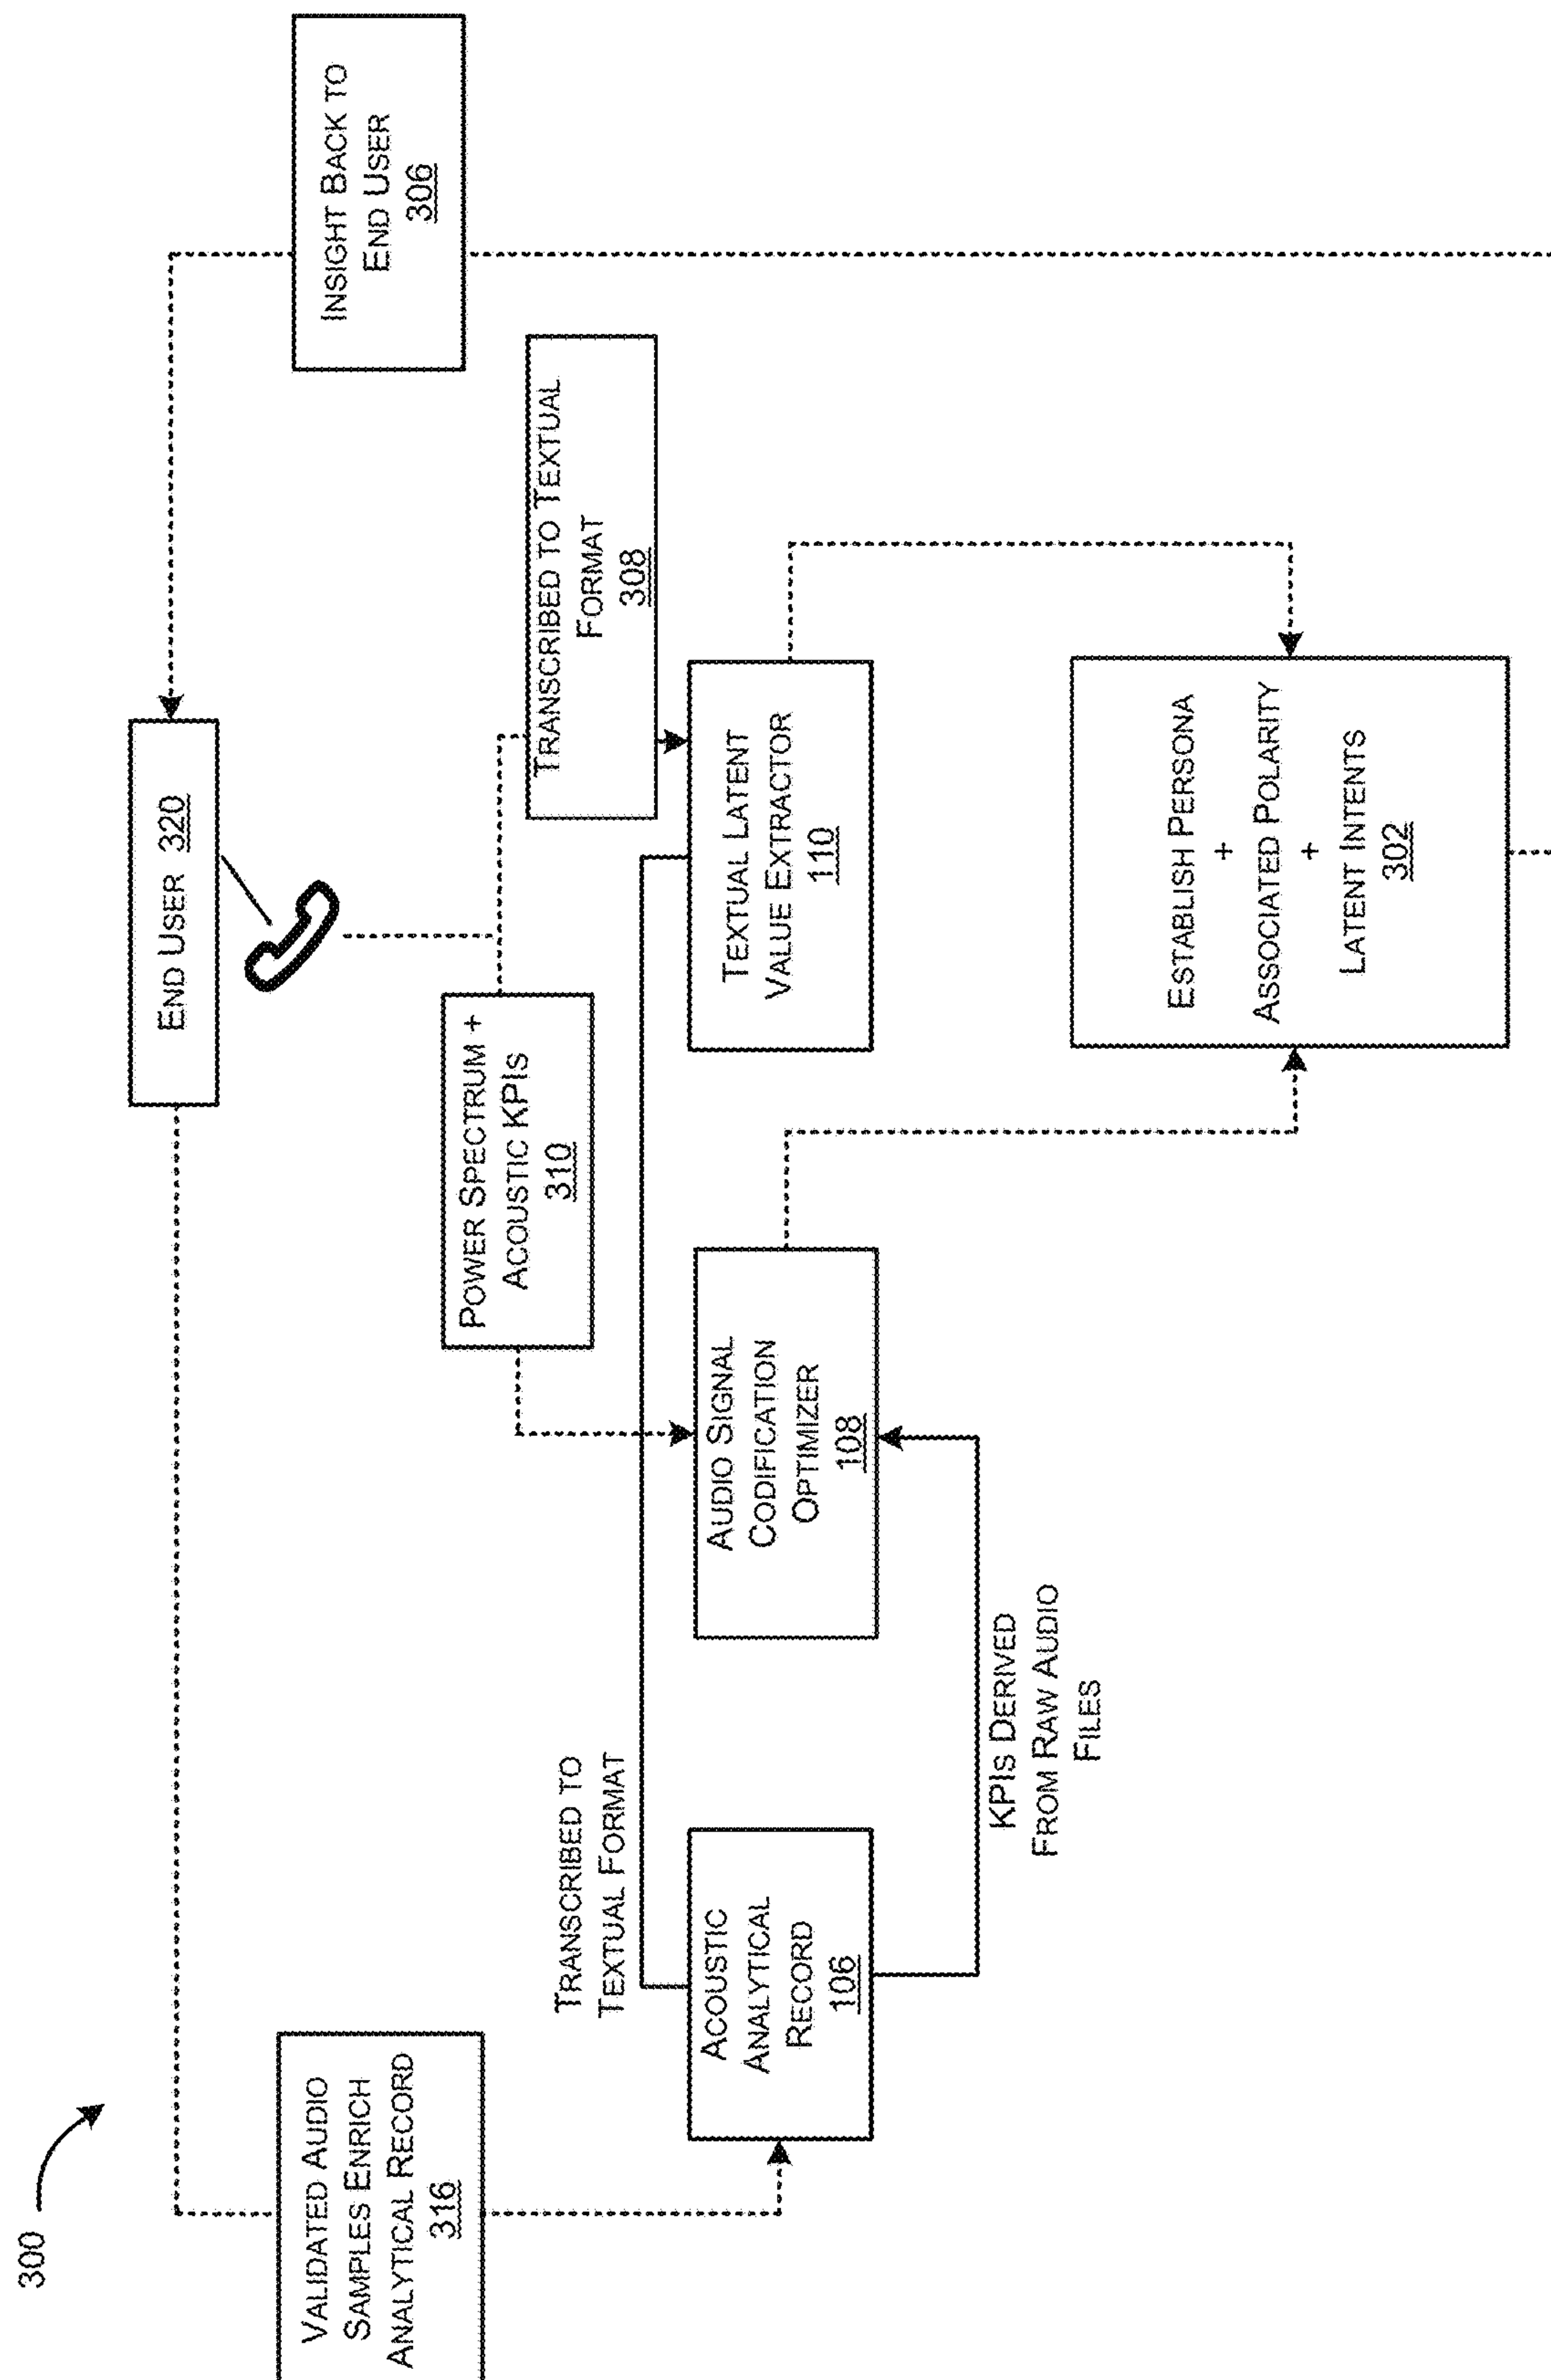 300
VALIDATED AUDIO
SAMPLES ENRICH
ANALYTICAL RECORD
316
END USER 320
INSIGHT BACK TO
END USER
306
POWER SPECTRUM +
ACOUSTIC KPIS
310
TRANSCRIBED TO TEXTUAL
FORMAT
308
TRANSCRIBED TO
TEXTUAL FORMAT
ACOUSTIC
ANALYTICAL
RECORD
106
AUDIO SIGNAL
CODIFICATION
OPTIMIZER
108
TEXTUAL LATENT
VALUE EXTRACTOR
110
KPIS DERIVED
FROM RAW AUDIO
FILES
ESTABLISH PERSONA
+
ASSOCIATED POLARITY
+
LATENT INTENTS
302